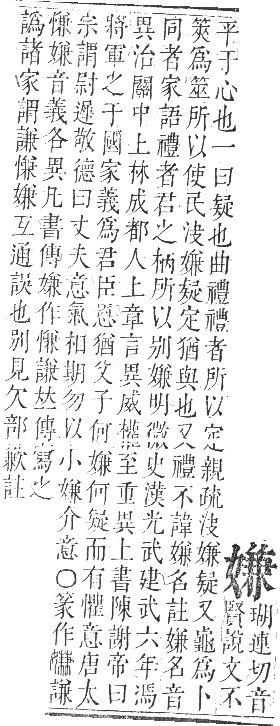 嫌
瑚連切音
賢說文不
平于心也一曰疑也曲禮禮者所以定親疏決嫌疑又龜為卜
筴為筮所以使民決嫌疑定猶與也又禮不諱嫌名註嫌名音
同者家語禮者君之柄所以別嫌明微史漢光武建武六年馮
異治關中上林成都人上章言異威權至重異上書陳謝帝曰
將軍之于國家義為君臣恩猶父子何嫌何疑而有懼意唐太
宗謂尉遲敬德曰丈夫意氣相期勿以小嫌介意○篆作謙
慊嫌音義各異凡書傳嫌作慊謙𠀤傳寫之
譌諸家謂謙慊嫌互通誤也別見欠部歉註